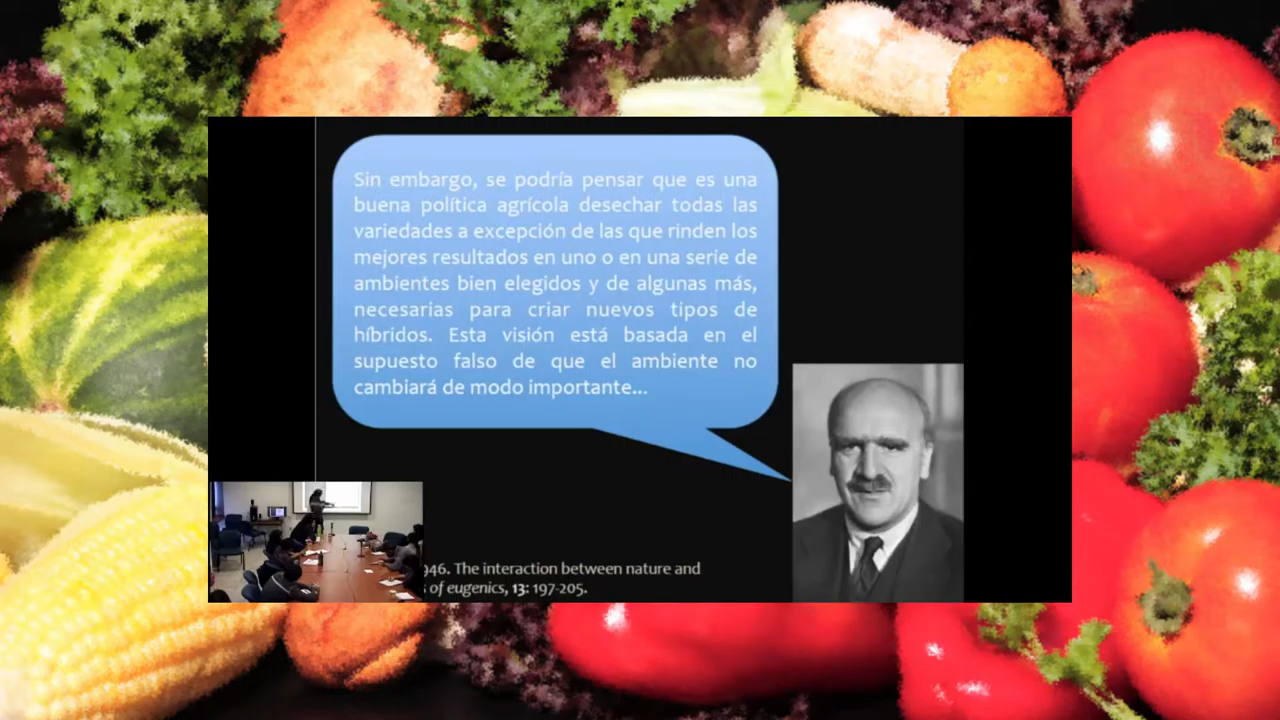 Sin embargo, se podría pensar que es una
buena política agrícola desechar todas las
variedades a excepción de las que rinden los
mejores resultados en uno o en una serie de
ambientes bien elegidos y de algunas más,
necesarias para criar nuevos tipos de
híbridos. Esta visión está basada en el
supuesto falso de que el ambiente no
cambiará de modo importante...
946. The interaction between nature and
of eugenics, 13: 197-205.